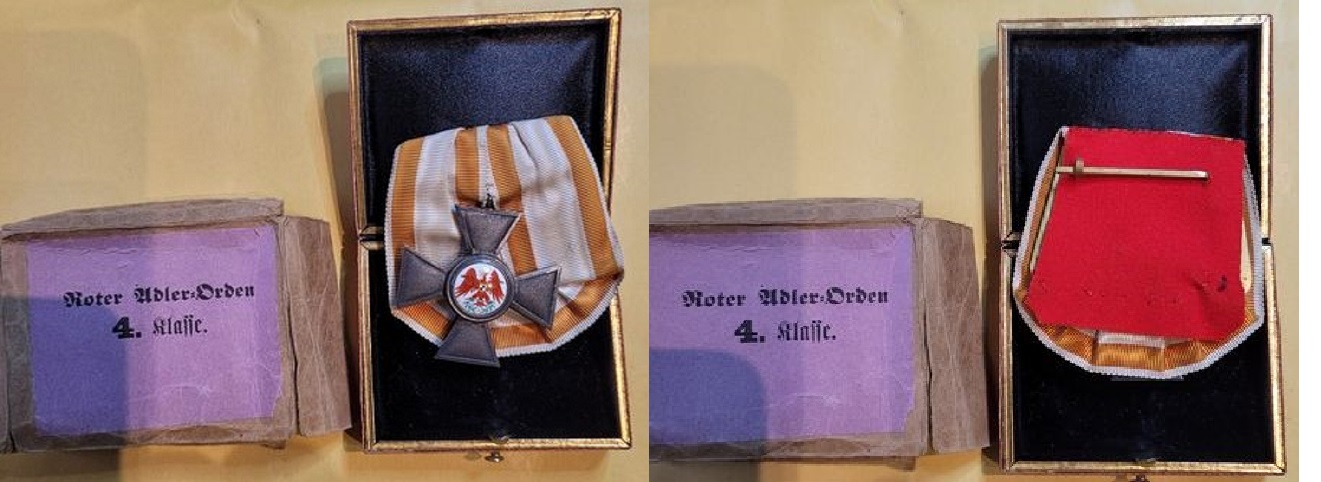 Roter Adler-Orden
4. Klasse.
Roter Adler-Orden
4. Klasse.